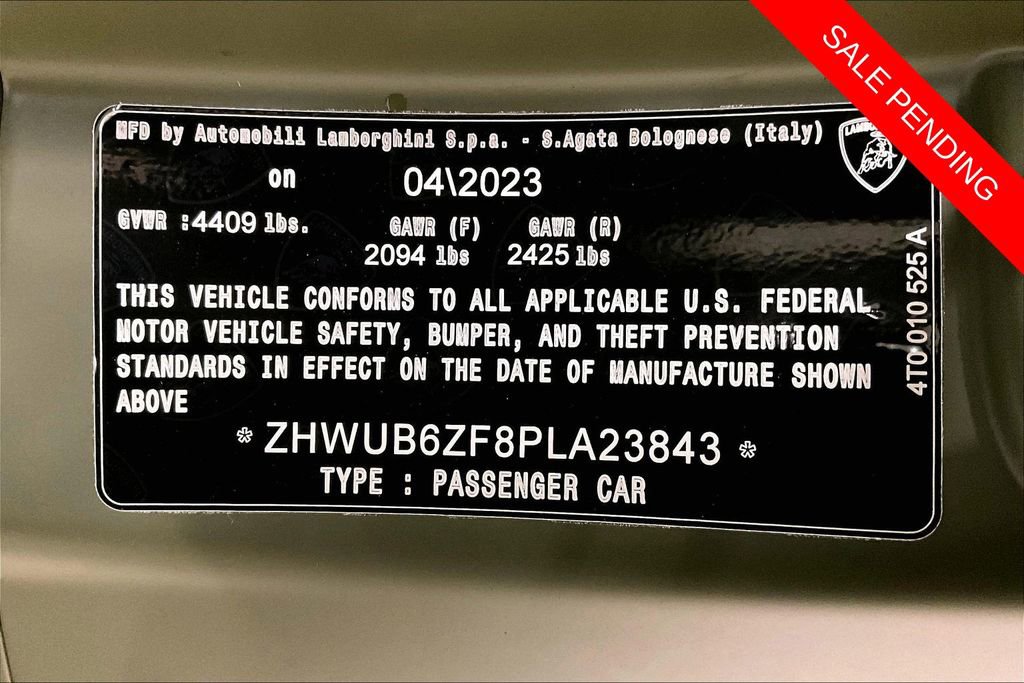 SALE PENDING
MFD by Automobili Lamborghini S.p.a. - S.Agata Bolognese (Italy)
on 04\2023
GVWR :4409 lbs. GAWR (F) GAWR (R)
2094 lbs 2425 lbs
THIS VEHICLE CONFORMS TO ALL APPLICABLE U.S. FEDERAL
MOTOR VEHICLE SAFETY, BUMPER, AND THEFT PREVENTION
STANDARDS IN EFFECT ON THE DATE OF MANUFACTURE SHOWN
ABOVE
* ZHWUB6ZF8PLA23843 *
TYPE : PASSENGER CAR
4T0 010 525 A